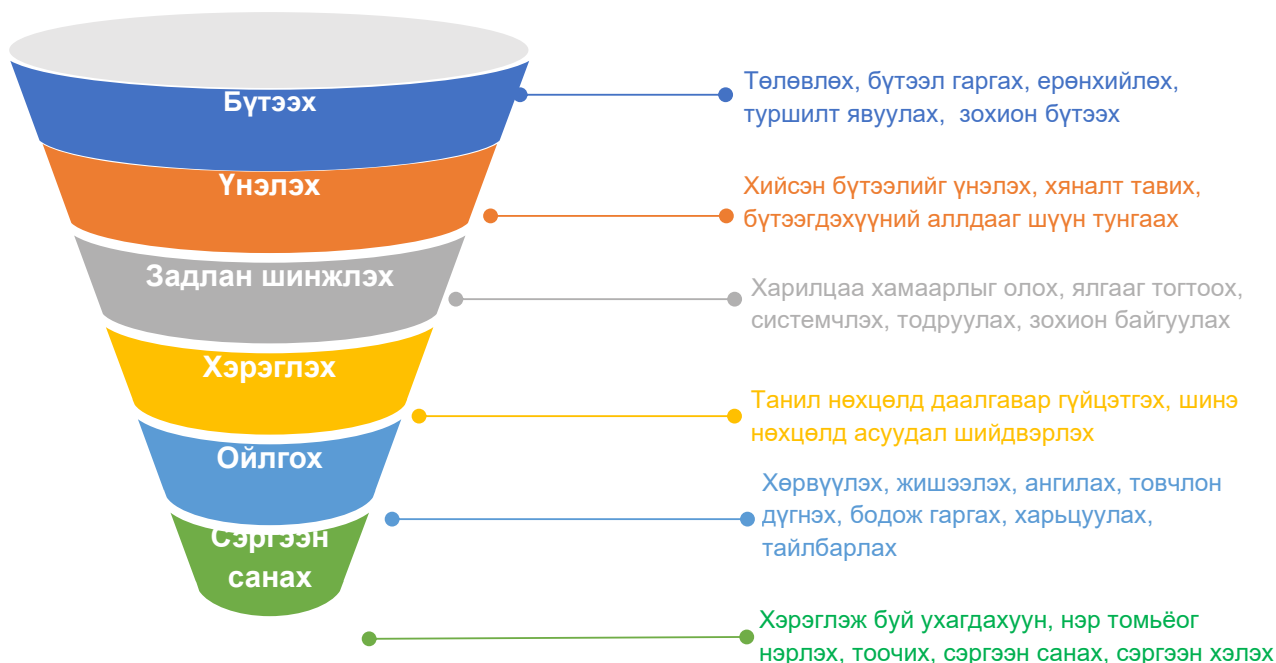 Бүтээх
Төлөвлөх, бүтээл гаргах, ерөнхийлөх,
туршилт явуулах, зохион бүтээх
Үнэлэх
Хийсэн бүтээлийг үнэлэх, хяналт тавих,
бүтээгдэхүүний аллдааг шүүн тунгаах
Задлан шинжлэх
Харилцаа хамаарлыг олох, ялгааг тогтоох,
системчлэх, тодруулах, зохион байгуулах
Хэрэглэх
Танил нөхцөлд даалгавар гүйцэтгэх, шинэ
нөхцөлд асуудал шийдвэрлэх
Ойлгох
Хөрвүүлэх, жишээлэх, ангилах, товчлон
дүгнэх, бодож гаргах, харьцуулах,
тайлбарлах
Сэргээн
санах
Хэрэглэж буй ухагдахуун, нэр томьёог
нэрлэх, тоочих, сэргээн санах, сэргээн хэлэх